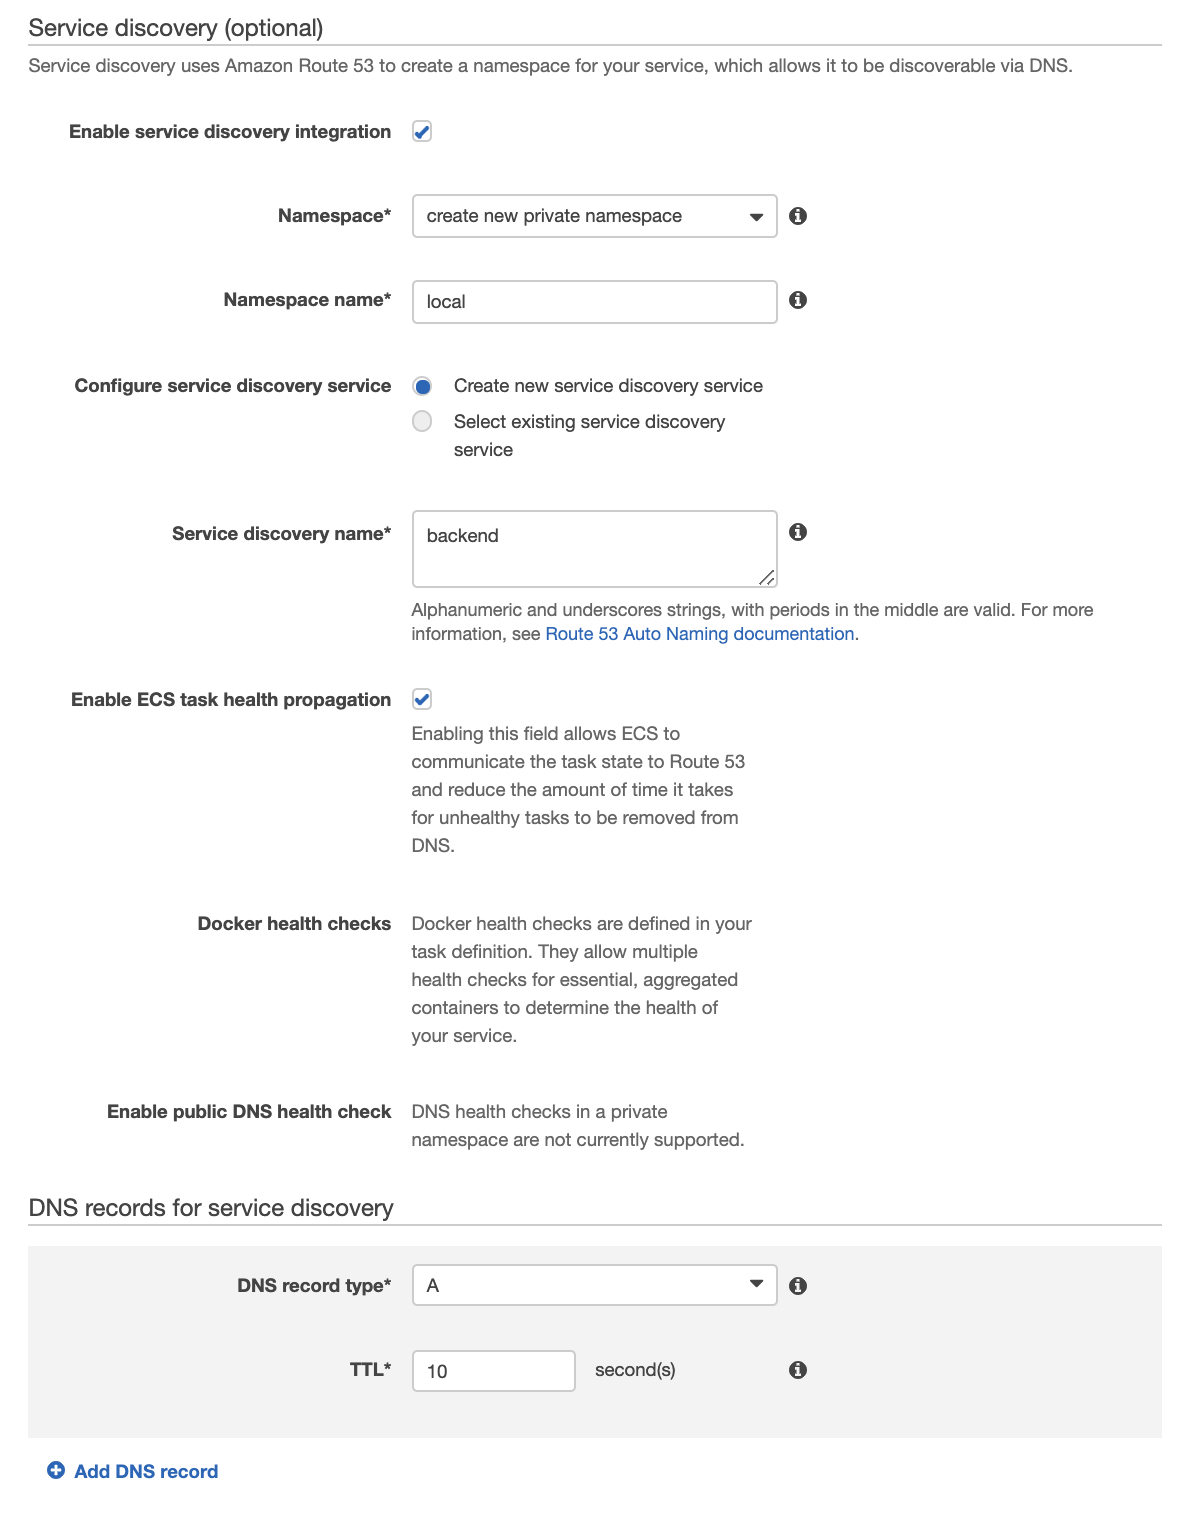 Service discovery (optional)
Service discovery uses Amazon Route 53 to create a namespace for your service, which allows it to be discoverable via DNS.
Enable service discovery integration
Namespace* create new private namespace
Namespace name* local
Configure service discovery service Create new service discovery service
Select existing service discovery
service
Service discovery name* backend
Alphanumeric and underscores strings, with periods in the middle are valid. For more
information, see Route 53 Auto Naming documentation.
Enable ECS task health propagation
Enabling this field allows ECS to
communicate the task state to Route 53
and reduce the amount of time it takes
for unhealthy tasks to be removed from
DNS.
Docker health checks Docker health checks are defined in your
task definition. They allow multiple
health checks for essential, aggregated
containers to determine the health of
your service.
Enable public DNS health check DNS health checks in a private
namespace are not currently supported.
DNS records for service discovery
DNS record type* A
TTL* 10 second(s)
Add DNS record